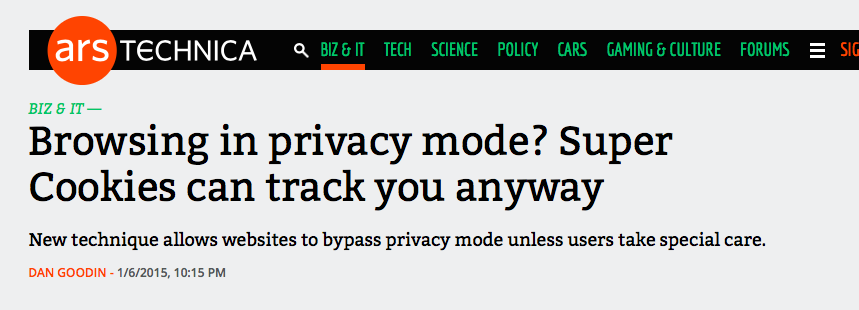 ars TECHNICA BIZ & IT TECH SCIENCE POLICY CARS GAMING & CULTURE FORUMS SIG
BIZ & IT —
Browsing in privacy mode? Super
Cookies can track you anyway
New technique allows websites to bypass privacy mode unless users take special care.
DAN GOODIN - 1/6/2015, 10:15 PM